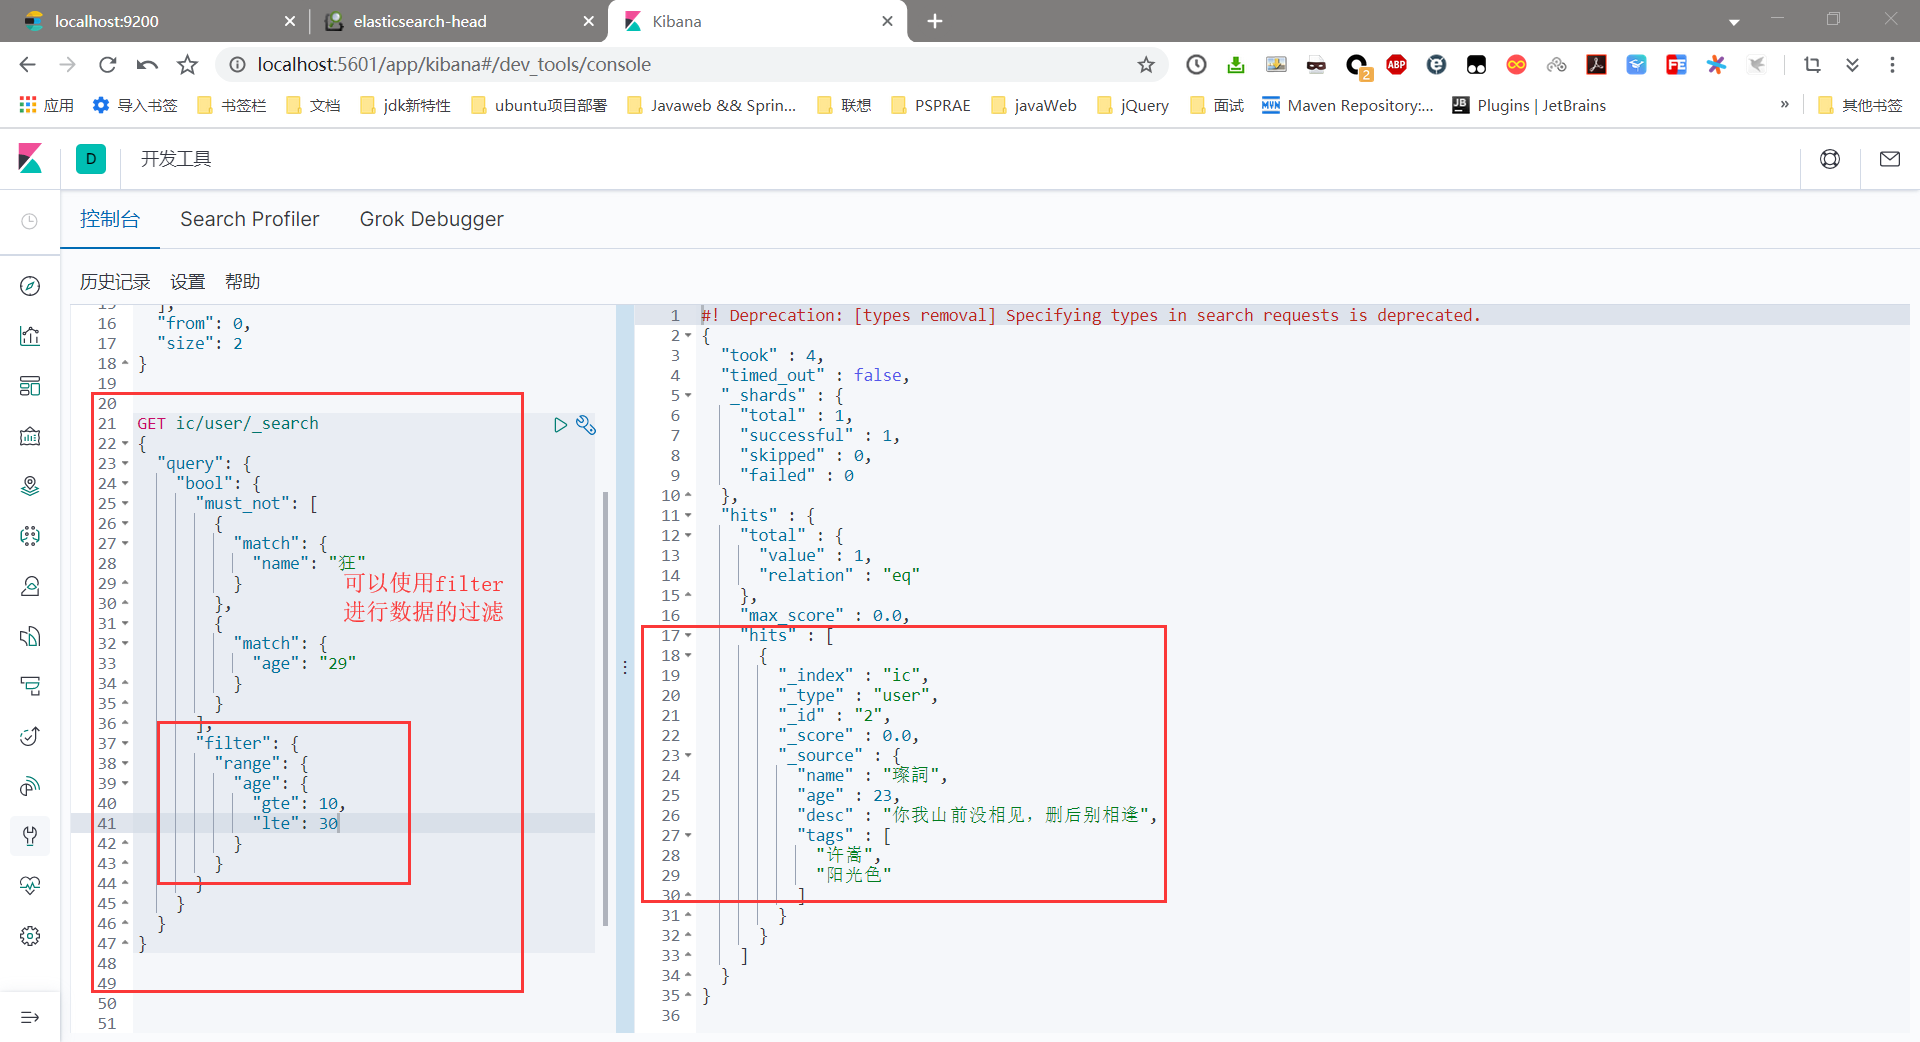 localhost:9200
elasticsearch-head
Kibana
localhost:5601/app/kibana#/dev_tools/console
ABP
2
FE
应用
导入书签
书签栏
文档
jdk新特性
ubuntu项目部署
Javaweb && Sprin...
联想
PSPRAE
javaWeb
jQuery
面试
MVN Maven Repository:...
JB Plugins | JetBrains
»
其他书签
D
开发工具
控制台
Search Profiler
Grok Debugger
历史记录
设置
帮助
15 ],
16 "from": 0,
17 "size": 2
18 }
19
20
21 GET ic/user/_search
22 {
23 "query": {
24 "bool": {
25 "must_not": [
26 {
27 "match": {
28 "name": "狂"
29 }
30 },
31 {
32 "match": {
33 "age": "29"
34 }
35 }
36 ],
37 "filter": {
38 "range": {
39 "age": {
40 "gte": 10,
41 "lte": 30
42 }
43 }
44 }
45 }
46 }
47 }
48
49
50
51
可以使用filter
进行数据的过滤
1 #! Deprecation: [types removal] Specifying types in search requests is deprecated.
2 {
3 "took" : 4,
4 "timed_out" : false,
5 "_shards" : {
6 "total" : 1,
7 "successful" : 1,
8 "skipped" : 0,
9 "failed" : 0
10 },
11 "hits" : {
12 "total" : {
13 "value" : 1,
14 "relation" : "eq"
15 },
16 "max_score" : 0.0,
17 "hits" : [
18 {
19 "_index" : "ic",
20 "_type" : "user",
21 "_id" : "2",
22 "_score" : 0.0,
23 "_source" : {
24 "name" : "璨詞",
25 "age" : 23,
26 "desc" : "你我山前没相见，删后别相逢",
27 "tags" : [
28 "许嵩",
29 "阳光色"
30 ]
31 }
32 }
33 ]
34 }
35 }
36